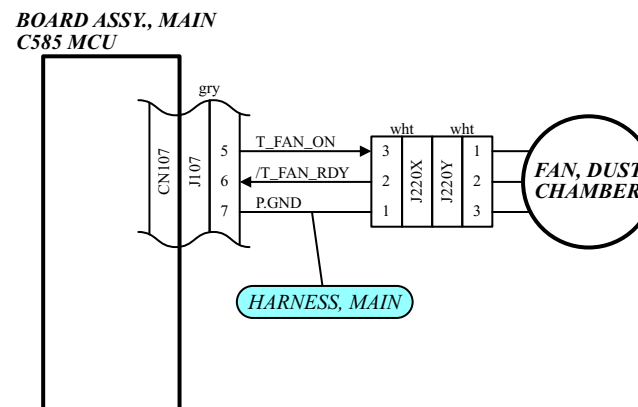 BOARD ASSY., MAIN
C585 MCU
gry
CN107
J107
5
6
7
T_FAN_ON
/T_FAN_RDY
P.GND
wht
wht
3
2
1
J220X
J220Y
1
2
3
FAN, DUST
CHAMBER
HARNESS, MAIN